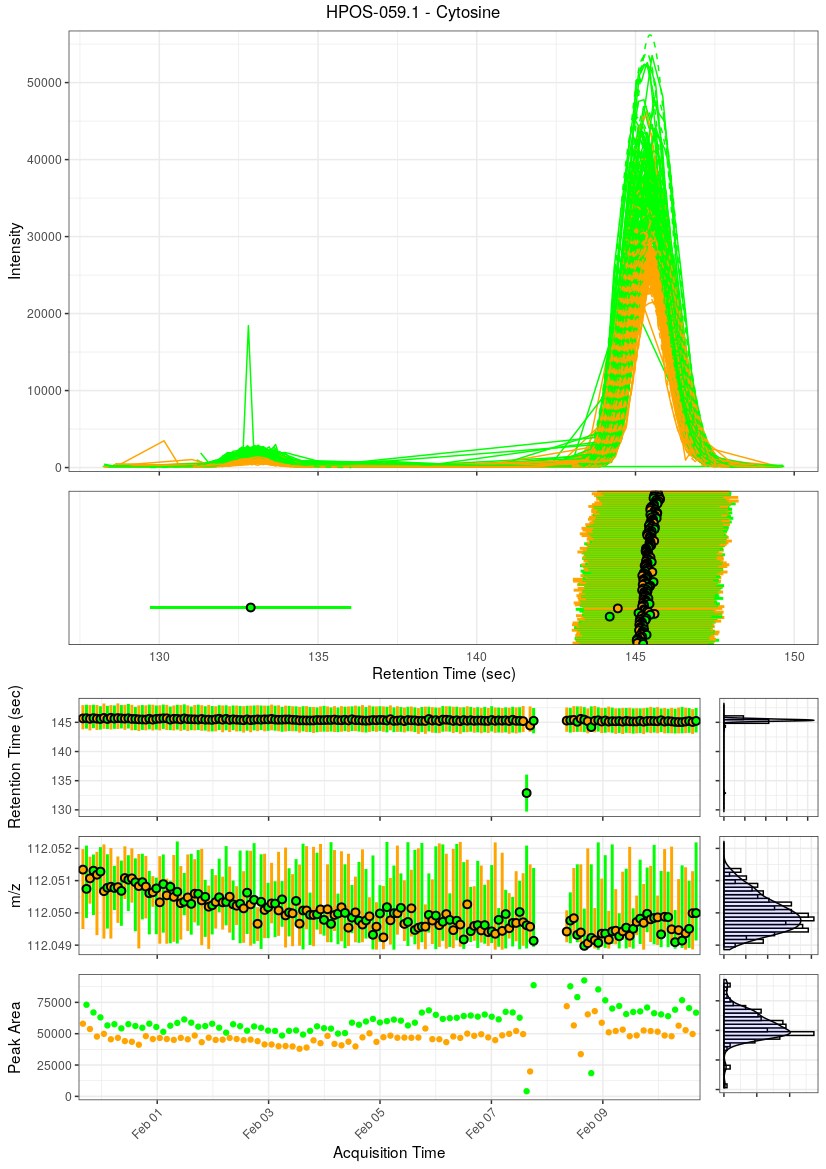 HPOS-059.1 - Cytosine
50000
40000
30000
20000
10000
0
Intensity
130
135
140
145
150
Retention Time (sec)
145
140
135
130
Retention Time (sec)
112.052
112.051
112.050
112.049
m/z
75000
50000
25000
0
Peak Area
Feb 01
Feb 03
Feb 05
Feb 07
Feb 09
Acquisition Time